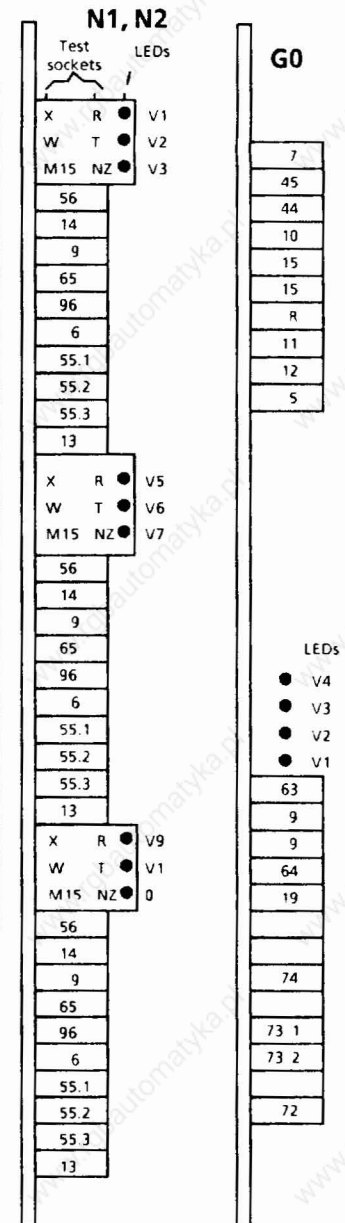 N1, N2
Test
sockets
LEDs
X R V1
W T V2
M15 NZ V3
56
14
9
65
96
6
55.1
55.2
55.3
13
X R V5
W T V6
M15 NZ V7
56
14
9
65
96
6
55.1
55.2
55.3
13
X R V9
W T V1
M15 NZ 0
56
14
9
65
96
6
55.1
55.2
55.3
13
G0
7
45
44
10
15
15
R
11
12
5
LEDs
V4
V3
V2
V1
63
9
9
64
19
74
73 1
73 2
72